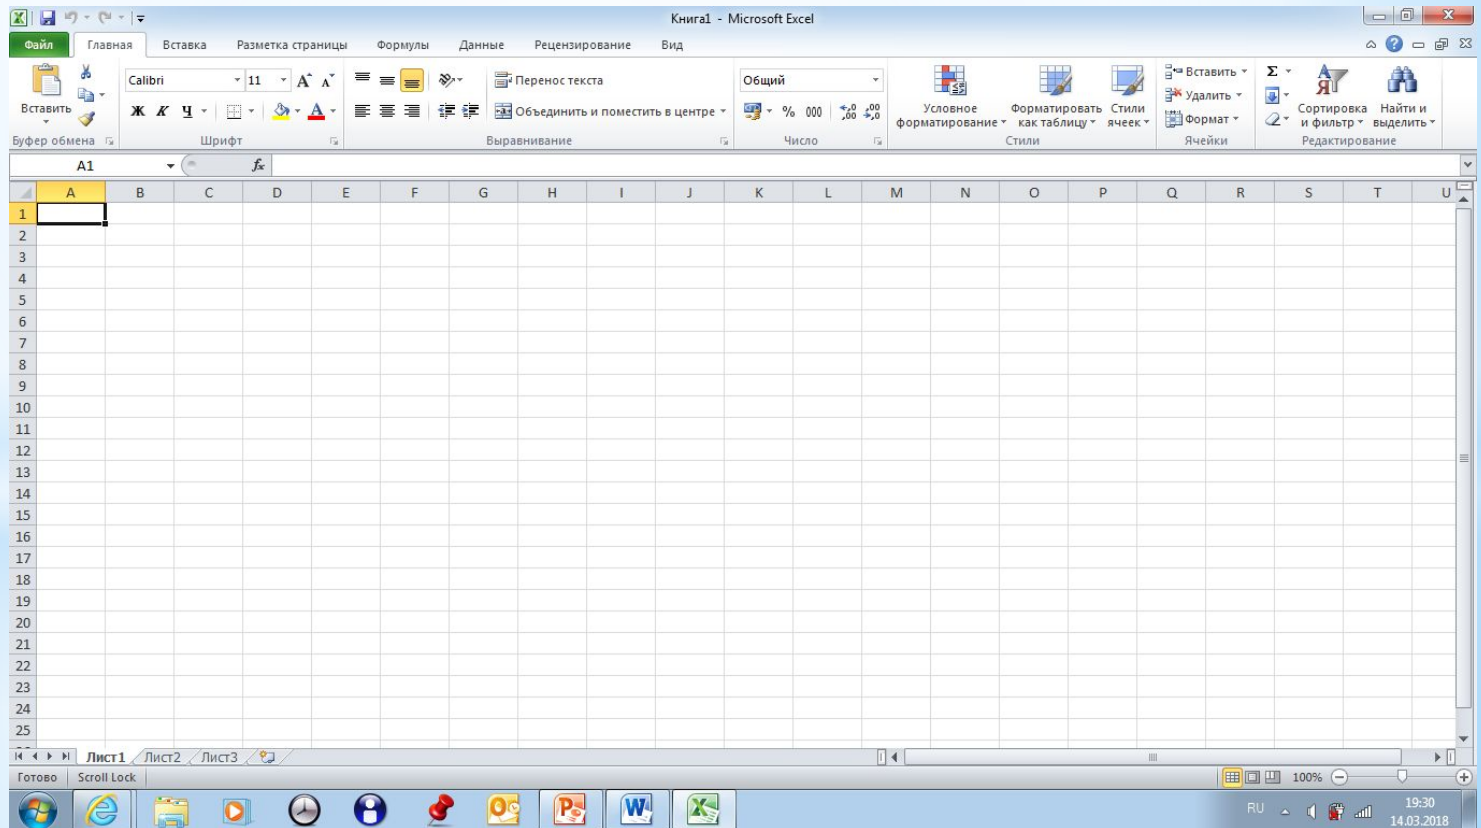 Книга1 - Microsoft Excel
Файл Главная Вставка Разметка страницы Формулы Данные Рецензирование Вид
Вставить
Буфер обмена
Calibri 11
Ж К Ч
Шрифт
Перенос текста
Объединить и поместить в центре
Выравнивание
Общий
% 000 ,00 ,00
Число
Условное форматирование
Форматировать как таблицу
Стили ячеек
Стили
Вставить
Удалить
Формат
Ячейки
Σ
Сортировка и фильтр
Найти и выделить
Редактирование
A1 fx
A B C D E F G H I J K L M N O P Q R S T U
1
2
3
4
5
6
7
8
9
10
11
12
13
14
15
16
17
18
19
20
21
22
23
24
25
Лист1 Лист2 Лист3
Готово Scroll Lock 100%
RU 19:30
14.03.2018